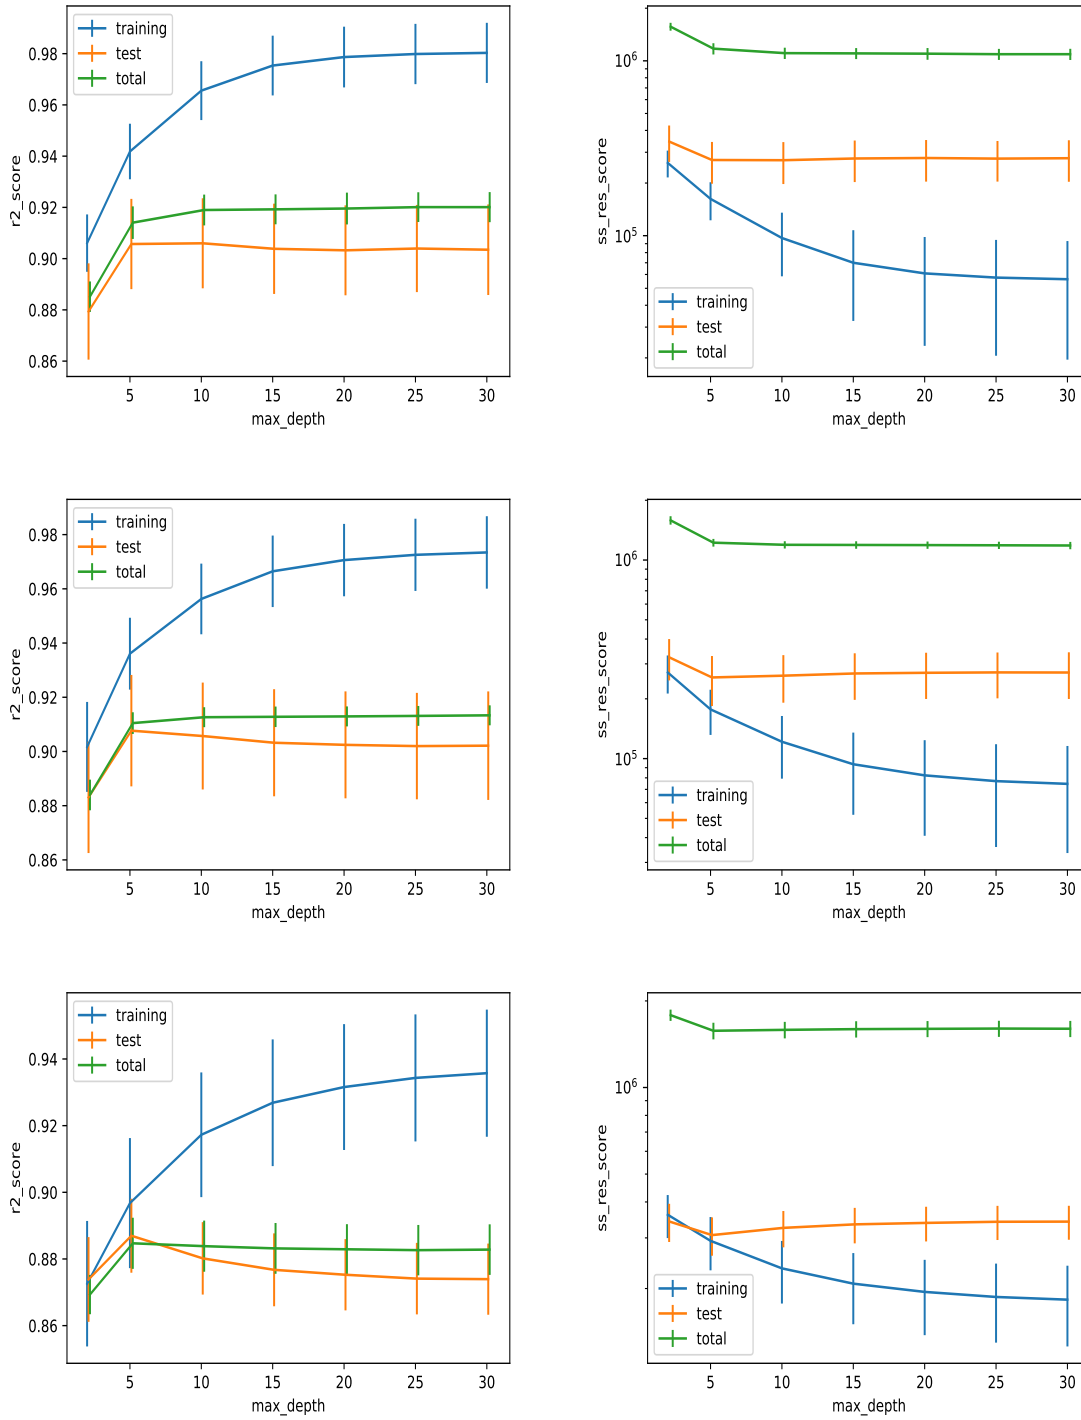 training
test
total
0.98
0.96
0.94
0.92
0.90
0.88
0.86
r2_score
5 10 15 20 25 30
max_depth
10^6
10^5
ss_res_score
training
test
total
5 10 15 20 25 30
max_depth
training
test
total
0.98
0.96
0.94
0.92
0.90
0.88
0.86
r2_score
5 10 15 20 25 30
max_depth
10^6
10^5
ss_res_score
training
test
total
5 10 15 20 25 30
max_depth
training
test
total
0.94
0.92
0.90
0.88
0.86
r2_score
5 10 15 20 25 30
max_depth
10^6
ss_res_score
training
test
total
5 10 15 20 25 30
max_depth